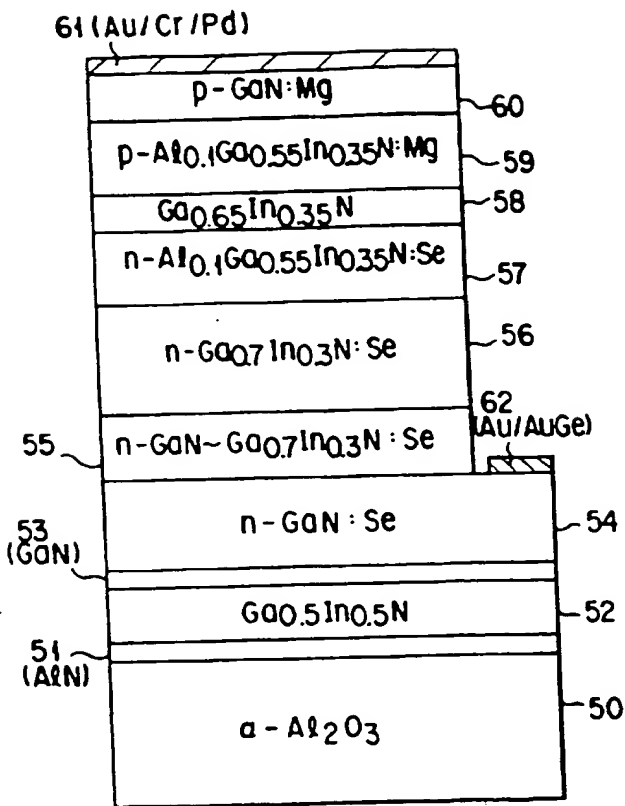 61 (Au/Cr/Pd)
p-GaN:Mg
60
p-Al0.1Ga0.55In0.35N:Mg
59
Ga0.65In0.35N
58
n-Al0.1Ga0.55In0.35N:Se
57
n-Ga0.7In0.3N:Se
56
62
(Au/AuGe)
55
n-GaN~Ga0.7In0.3N:Se
53
(GaN)
n-GaN:Se
54
Ga0.5In0.5N
52
51
(AlN)
a-Al2O3
50